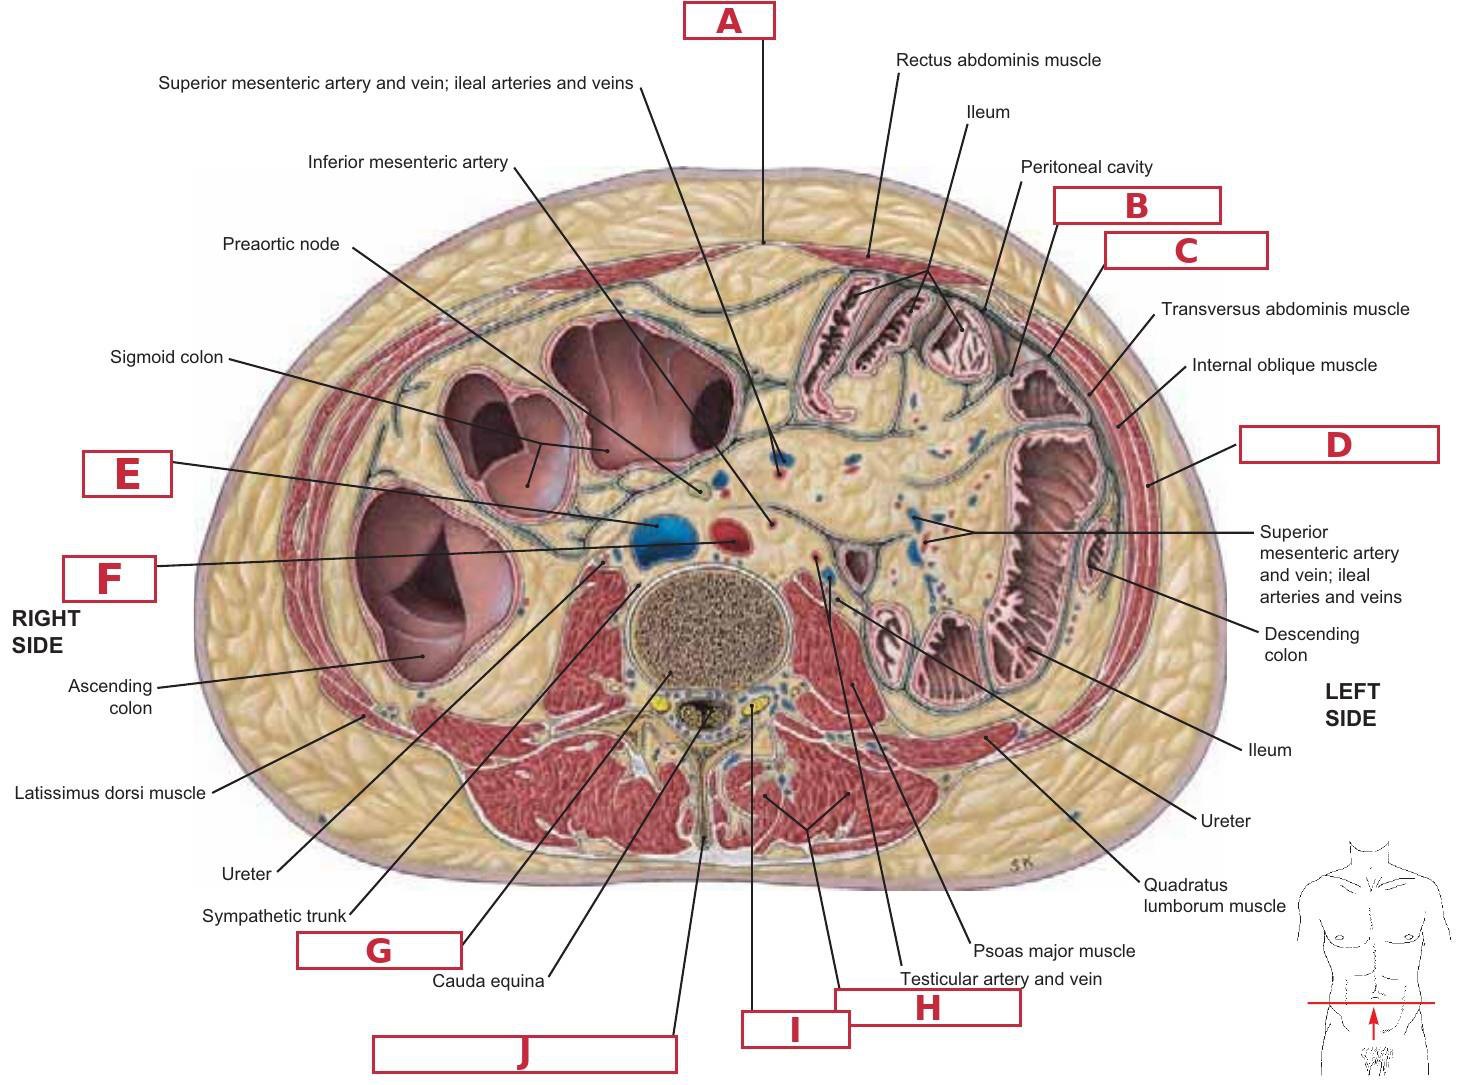 A
Rectus abdominis muscle
Superior mesenteric artery and vein; ileal arteries and veins
Ileum
Inferior mesenteric artery
Peritoneal cavity
B
Preaortic node
C
Transversus abdominis muscle
Sigmoid colon
Internal oblique muscle
D
E
Superior
mesenteric artery
and vein; ileal
arteries and veins
F
RIGHT
SIDE
Descending
colon
Ascending
colon
LEFT
SIDE
Ileum
Latissimus dorsi muscle
Ureter
Ureter
SK
Quadratus
lumborum muscle
Sympathetic trunk
G
Psoas major muscle
Cauda equina
Testicular artery and vein
H
I
J